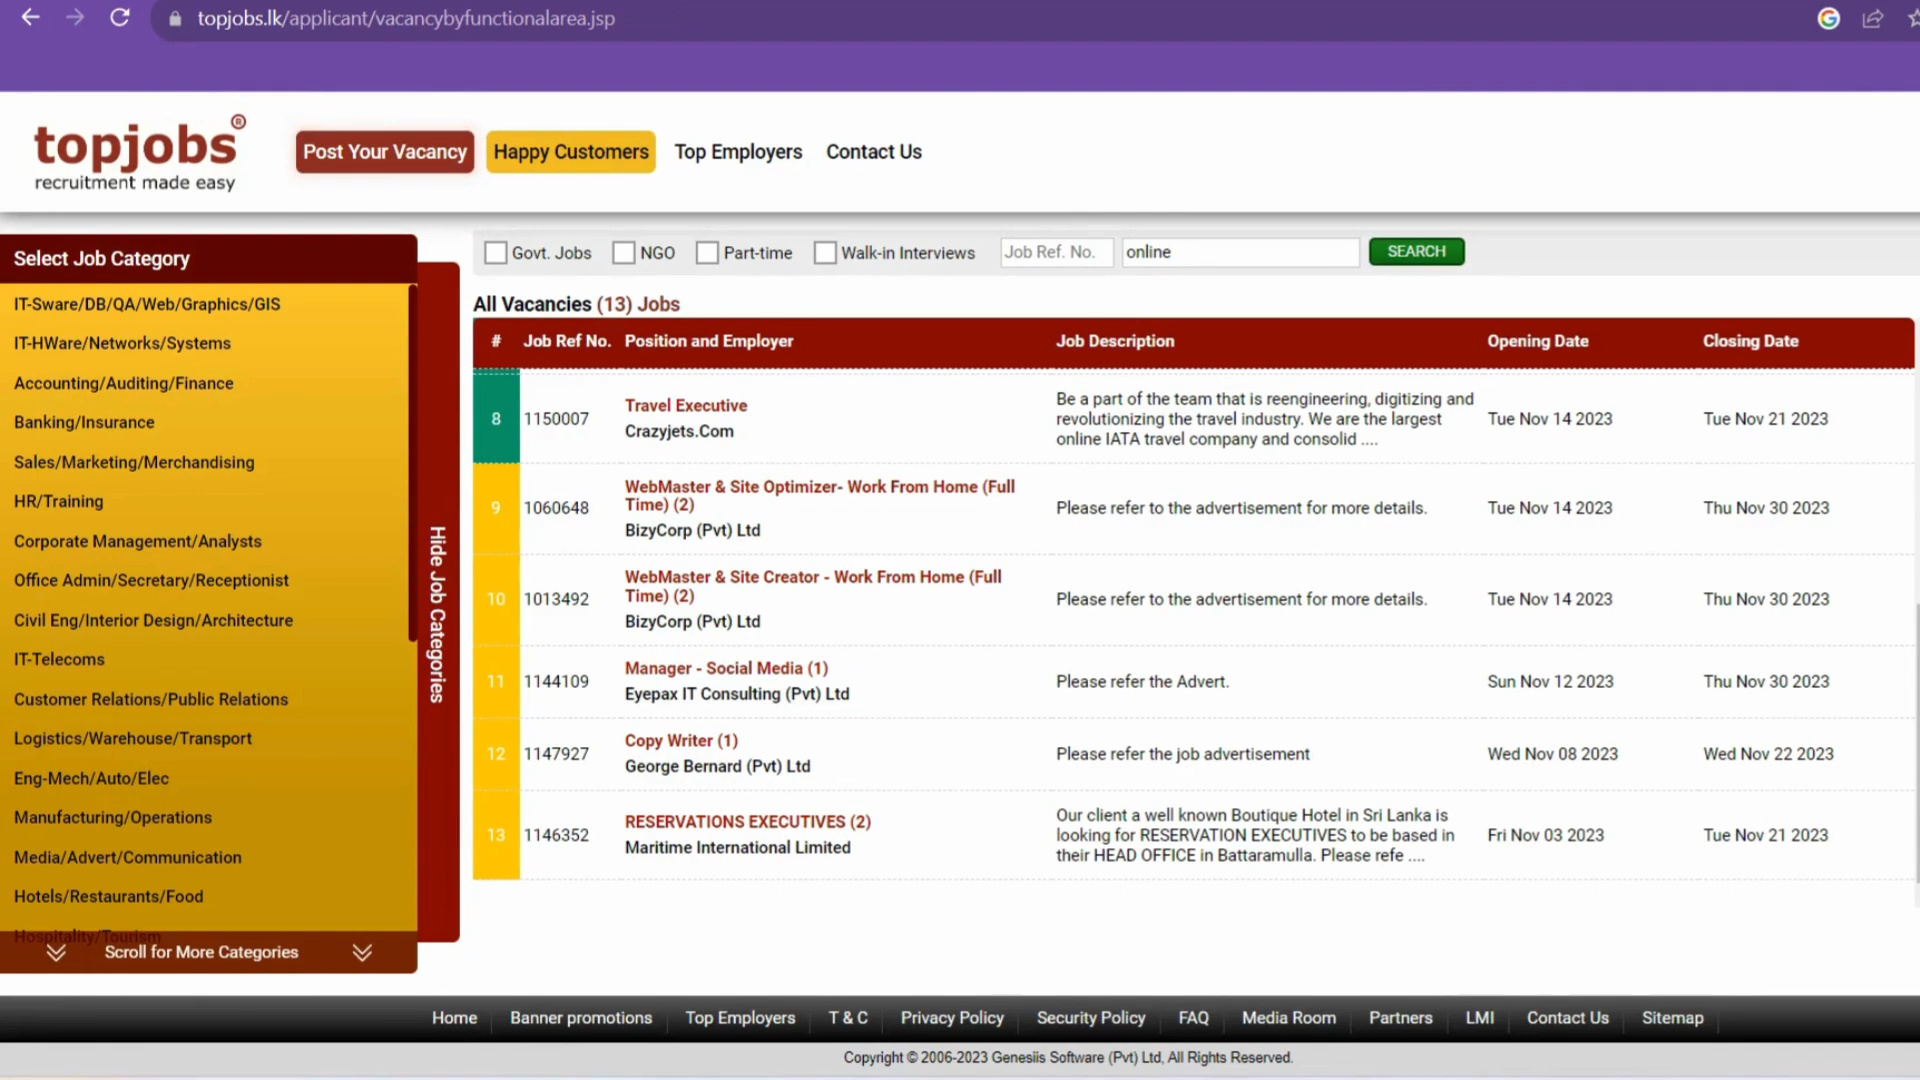 topjobs.lk/applicant/vacancybyfunctionalarea.jsp
topjobs®
recruitment made easy
Post Your Vacancy
Happy Customers
Top Employers
Contact Us
Select Job Category
IT-Sware/DB/QA/Web/Graphics/GIS
IT-HWare/Networks/Systems
Accounting/Auditing/Finance
Banking/Insurance
Sales/Marketing/Merchandising
HR/Training
Corporate Management/Analysts
Office Admin/Secretary/Receptionist
Civil Eng/Interior Design/Architecture
IT-Telecoms
Customer Relations/Public Relations
Logistics/Warehouse/Transport
Eng-Mech/Auto/Elec
Manufacturing/Operations
Media/Advert/Communication
Hotels/Restaurants/Food
Hospitality/Tourism
Scroll for More Categories
Hide Job Categories
Govt. Jobs
NGO
Part-time
Walk-in Interviews
Job Ref. No.
online
SEARCH
All Vacancies (13) Jobs
# Job Ref No. Position and Employer Job Description Opening Date Closing Date
8 1150007
Travel Executive
Crazyjets.Com
Be a part of the team that is reengineering, digitizing and
revolutionizing the travel industry. We are the largest
online IATA travel company and consolid ....
Tue Nov 14 2023
Tue Nov 21 2023
9 1060648
WebMaster & Site Optimizer- Work From Home (Full
Time) (2)
BizyCorp (Pvt) Ltd
Please refer to the advertisement for more details.
Tue Nov 14 2023
Thu Nov 30 2023
10 1013492
WebMaster & Site Creator - Work From Home (Full
Time) (2)
BizyCorp (Pvt) Ltd
Please refer to the advertisement for more details.
Tue Nov 14 2023
Thu Nov 30 2023
11 1144109
Manager - Social Media (1)
Eyepax IT Consulting (Pvt) Ltd
Please refer the Advert.
Sun Nov 12 2023
Thu Nov 30 2023
12 1147927
Copy Writer (1)
George Bernard (Pvt) Ltd
Please refer the job advertisement
Wed Nov 08 2023
Wed Nov 22 2023
13 1146352
RESERVATIONS EXECUTIVES (2)
Maritime International Limited
Our client a well known Boutique Hotel in Sri Lanka is
looking for RESERVATION EXECUTIVES to be based in
their HEAD OFFICE in Battaramulla. Please refe ....
Fri Nov 03 2023
Tue Nov 21 2023
Home Banner promotions Top Employers T & C Privacy Policy Security Policy FAQ Media Room Partners LMI Contact Us Sitemap
Copyright © 2006-2023 Genesiis Software (Pvt) Ltd, All Rights Reserved.